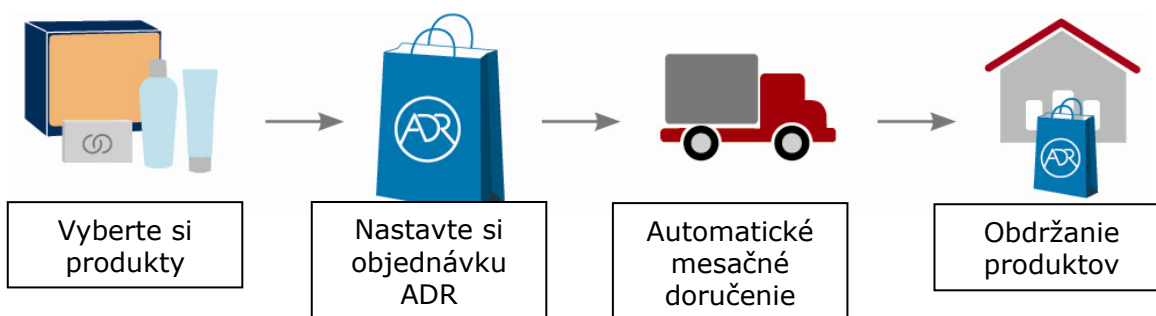 ADR
ADR
Vyberte si
produkty
Nastavte si
objednávku
ADR
Automatické
mesačné
doručenie
Obdržanie
produktov